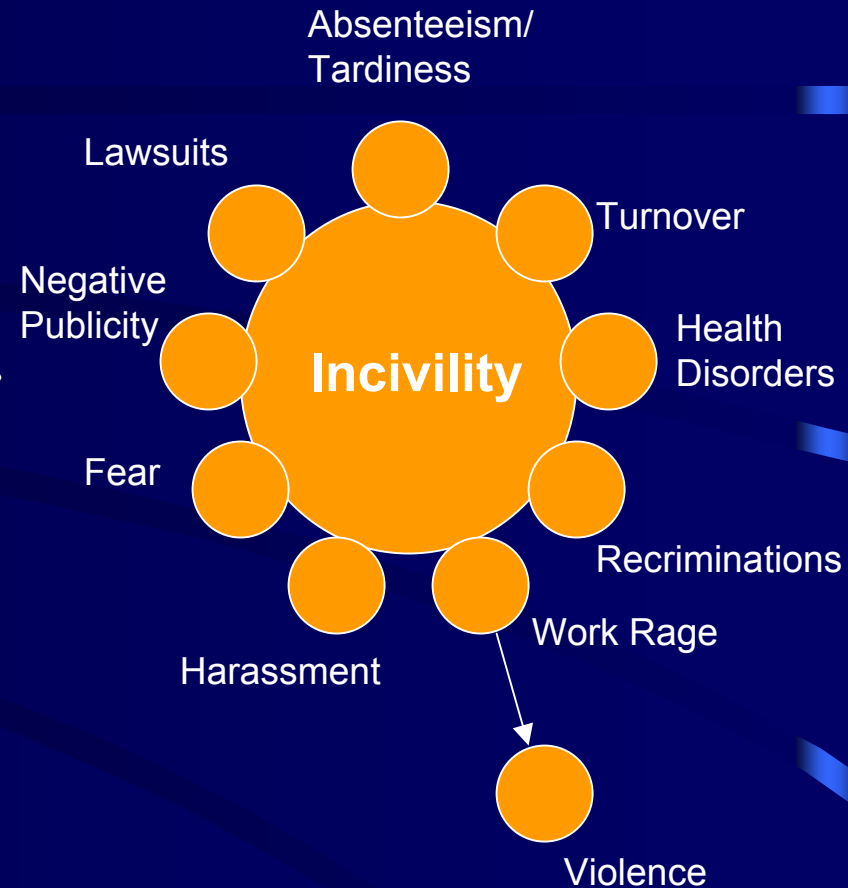 Absenteeism/
Tardiness
Lawsuits
Turnover
Negative
Publicity
Health
Disorders
Incivility
Fear
Recriminations
Work Rage
Harassment
Violence